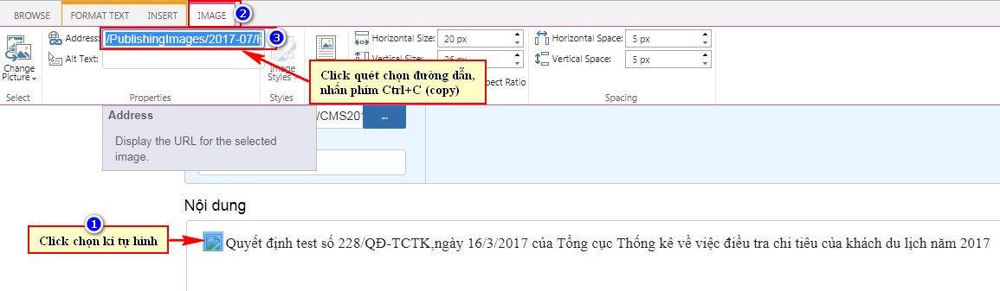 BROWSE FORMAT TEXT INSERT IMAGE 2
Address: /PublishingImages/2017-07/ 3
Alt Text:
Change
Picture
Select
Properties
Image
Styles
Styles
Horizontal Size: 20 px
Vertical Size: 26 px
pect Ratio
Horizontal Space: 5 px
Vertical Space: 5 px
Spacing
Click quét chọn đường dẫn,
nhấn phím Ctrl+C (copy)
Address
Display the URL for the selected
image.
/CMS201 ...
Nội dung
1
Click chọn kí tự hình
Quyết định test số 228/QĐ-TCTK,ngày 16/3/2017 của Tổng cục Thống kê về việc điều tra chi tiêu của khách du lịch năm 2017